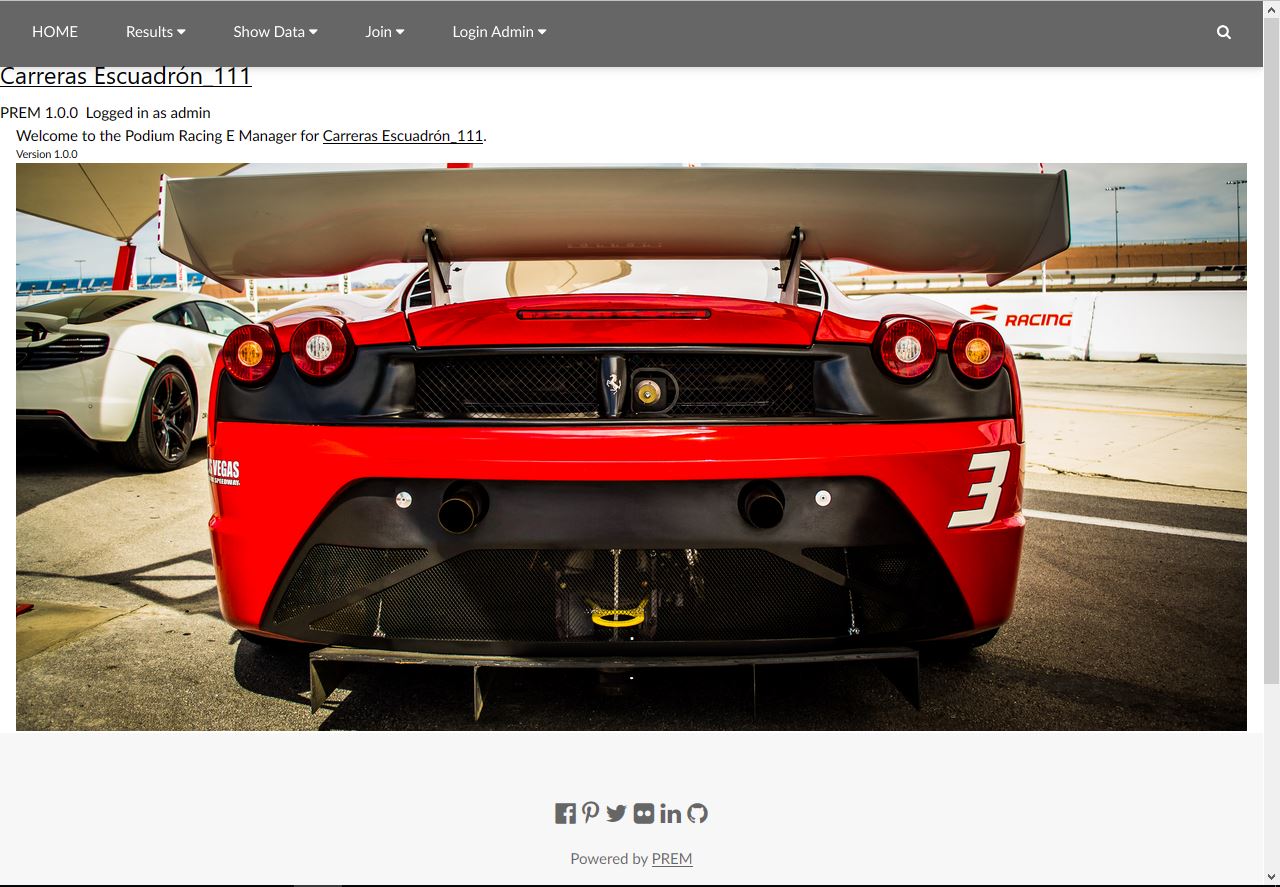 HOME Results Show Data Join Login Admin
Carreras Escuadrón_111
PREM 1.0.0 Logged in as admin
Welcome to the Podium Racing E Manager for Carreras Escuadrón_111.
Version 1.0.0
RACING
VEGAS
SPEEDWAY.
3
Powered by PREM